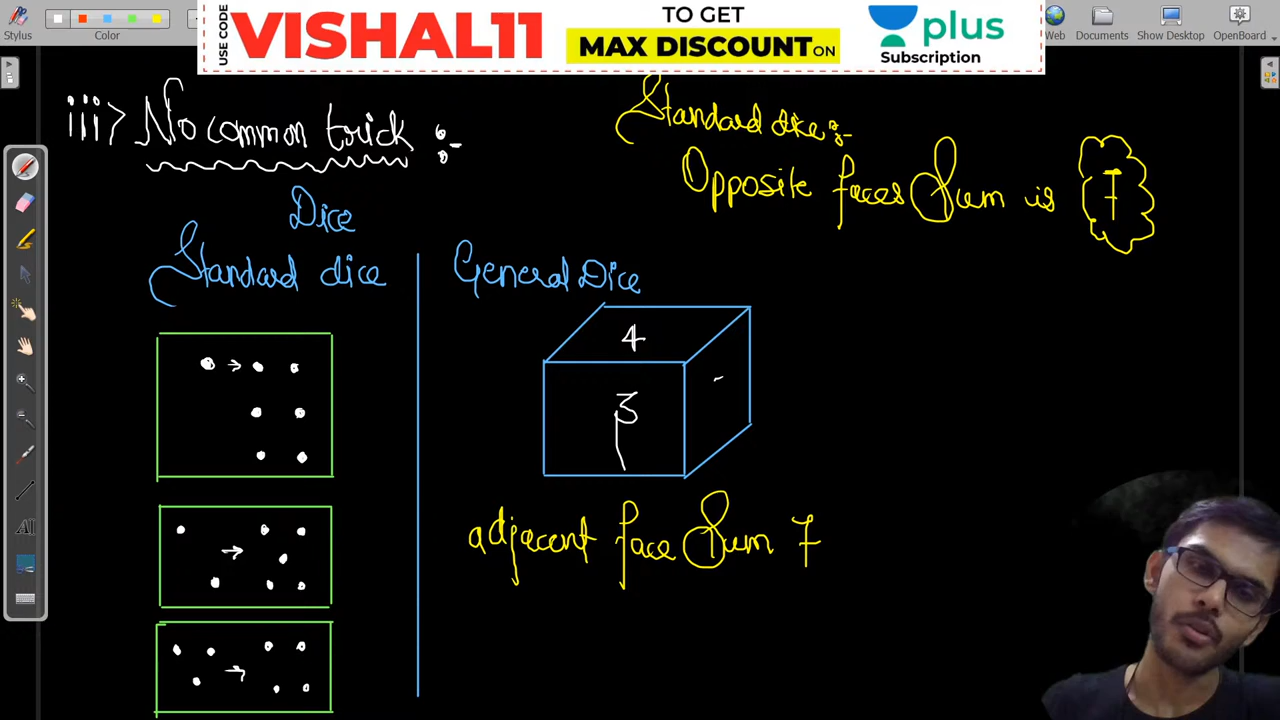 Stylus
Color
USE CODE
VISHAL11
TO GET
MAX DISCOUNT ON
plus
Subscription
Web
Documents
Show Desktop
OpenBoard
iii> No common trick :-
Standard dice:-
Opposite faces Sum is 7
Dice
Standard dice
General Dice
4
3
adjacent face Sum 7